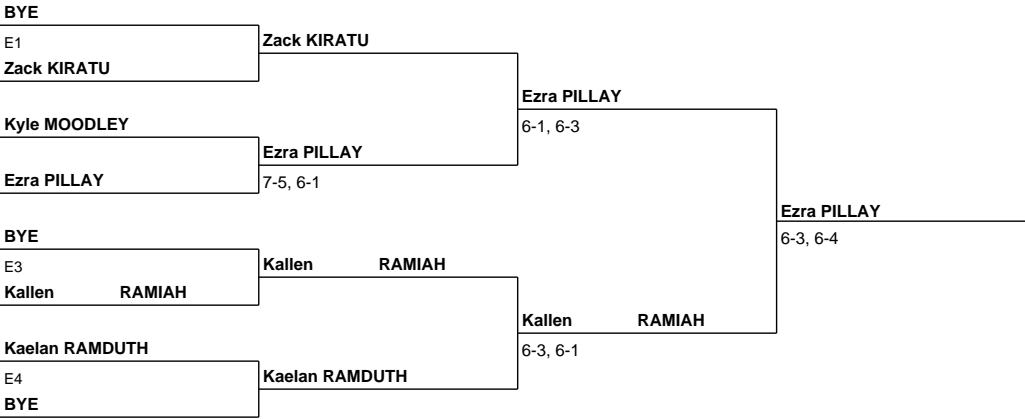 BYE
E1
Zack KIRATU
Zack KIRATU
Kyle MOODLEY
Ezra PILLAY
Ezra PILLAY
7-5, 6-1
Ezra PILLAY
6-1, 6-3
BYE
E3
Kallen RAMIAH
Kallen RAMIAH
Kaelan RAMDUTH
E4
BYE
Kaelan RAMDUTH
Kallen RAMIAH
6-3, 6-1
Ezra PILLAY
6-3, 6-4